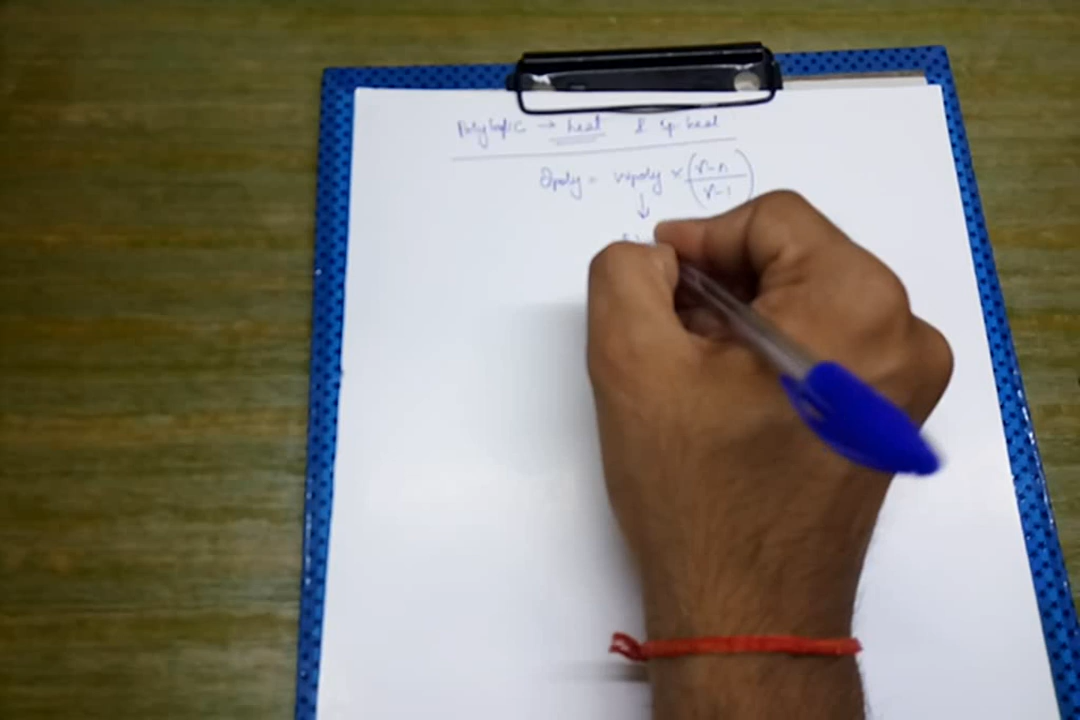 Polytropic → heat & sp. heat
Qpoly = Wpoly × (γ-n / γ-1)
↓